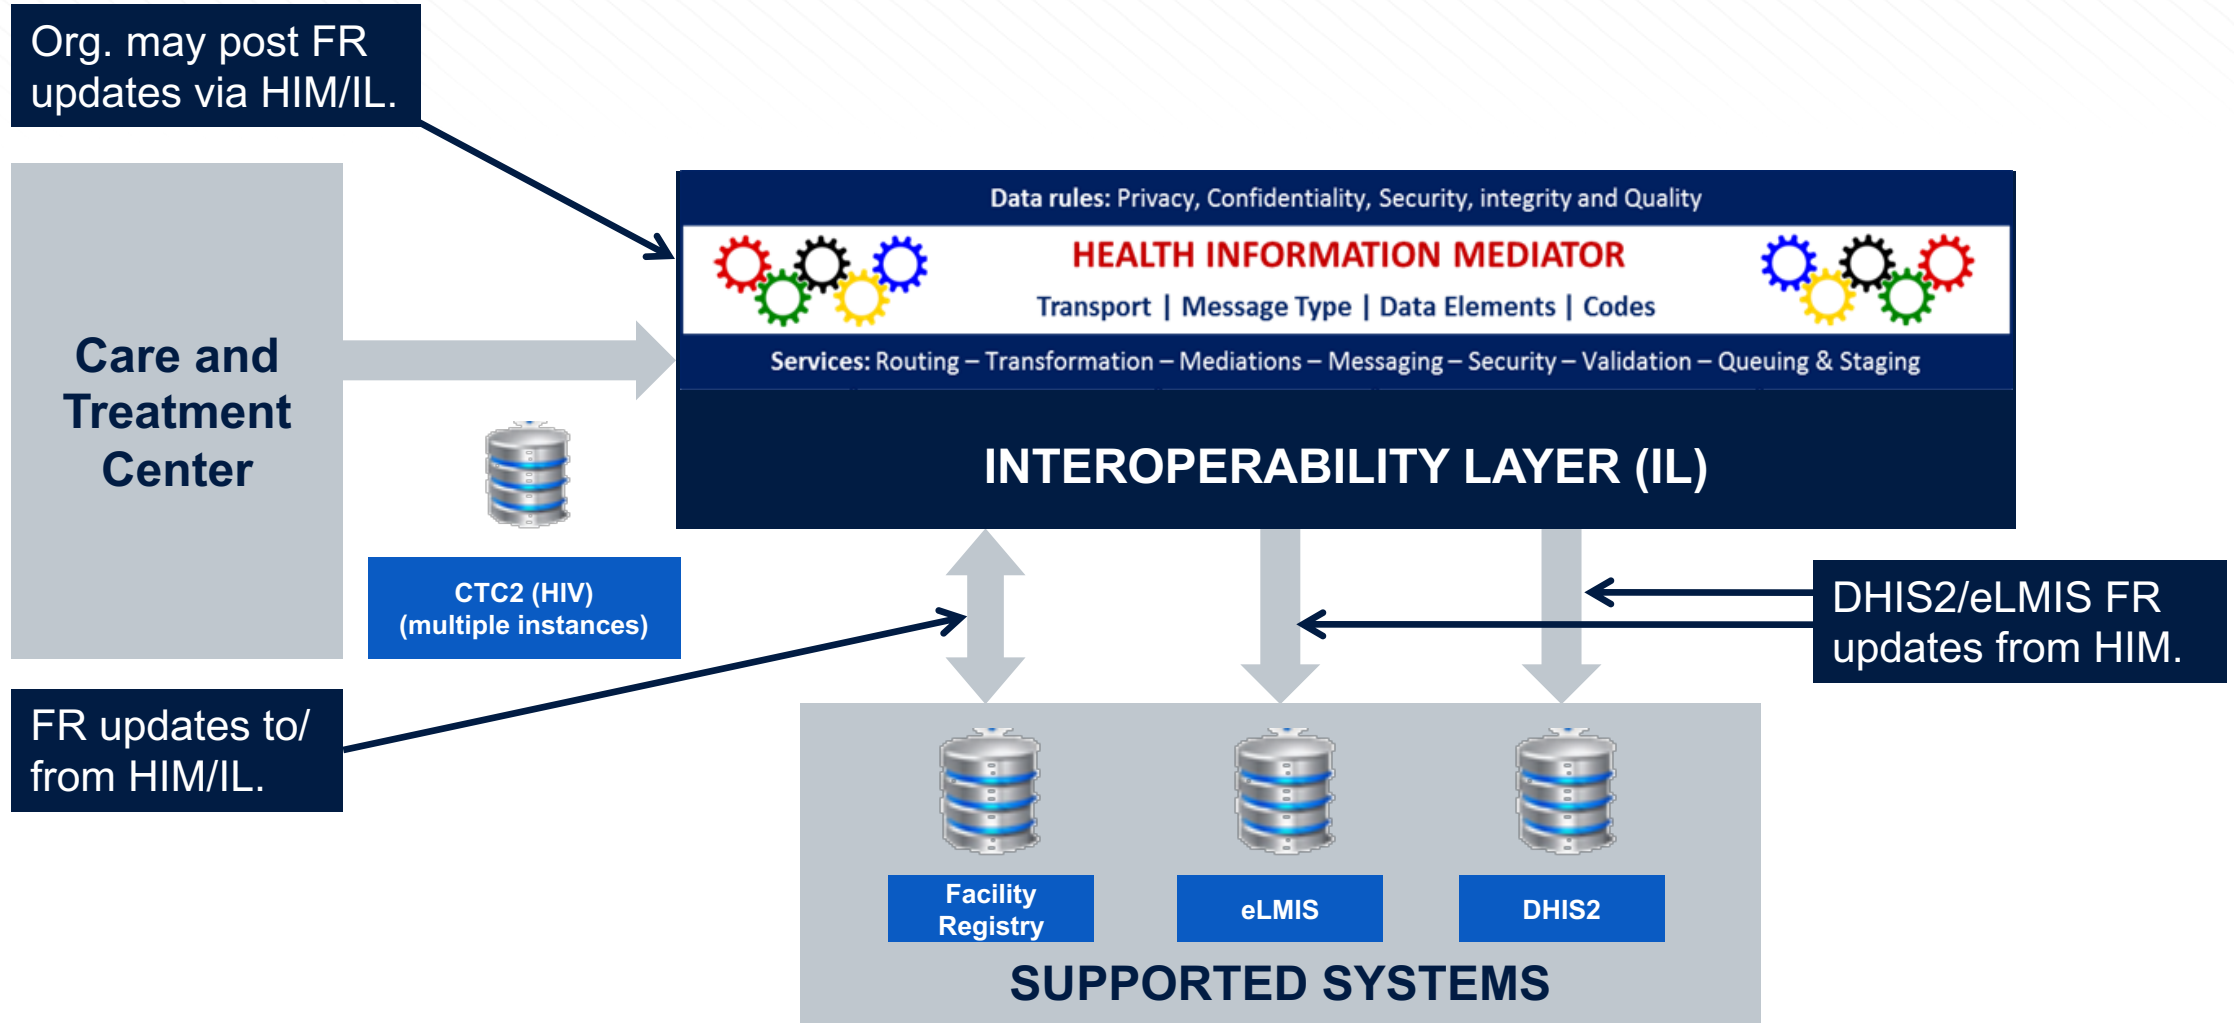 Org. may post FR
updates via HIM/IL.
Care and
Treatment
Center
Data rules: Privacy, Confidentiality, Security, integrity and Quality
HEALTH INFORMATION MEDIATOR
Transport | Message Type | Data Elements | Codes
Services: Routing – Transformation – Mediations – Messaging – Security – Validation – Queuing & Staging
INTEROPERABILITY LAYER (IL)
CTC2 (HIV)
(multiple instances)
DHIS2/eLMIS FR
updates from HIM.
FR updates to/
from HIM/IL.
Facility
Registry
eLMIS
DHIS2
SUPPORTED SYSTEMS